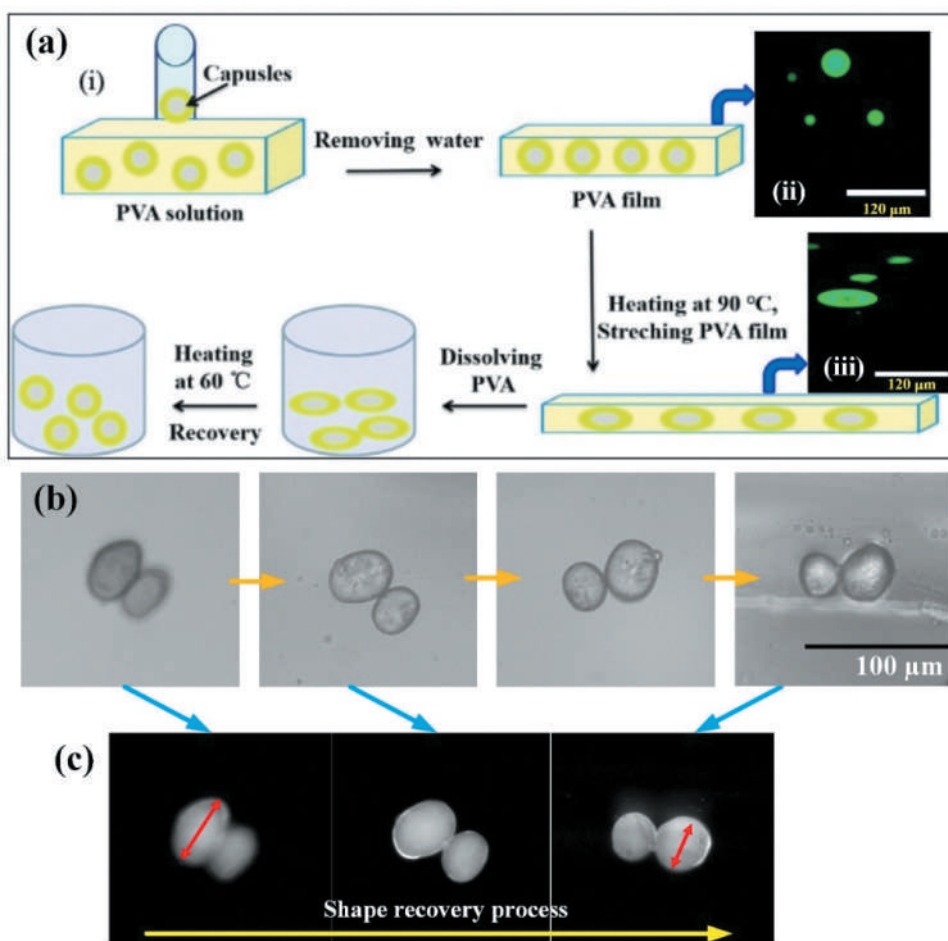 (a)
(i)
Capusles
PVA solution
Removing water
PVA film
(ii)
120 μm
Heating at 90 °C,
Streching PVA film
(iii)
120 μm
Dissolving
PVA
Heating
at 60 ℃
Recovery
(b)
100 μm
(c)
Shape recovery process